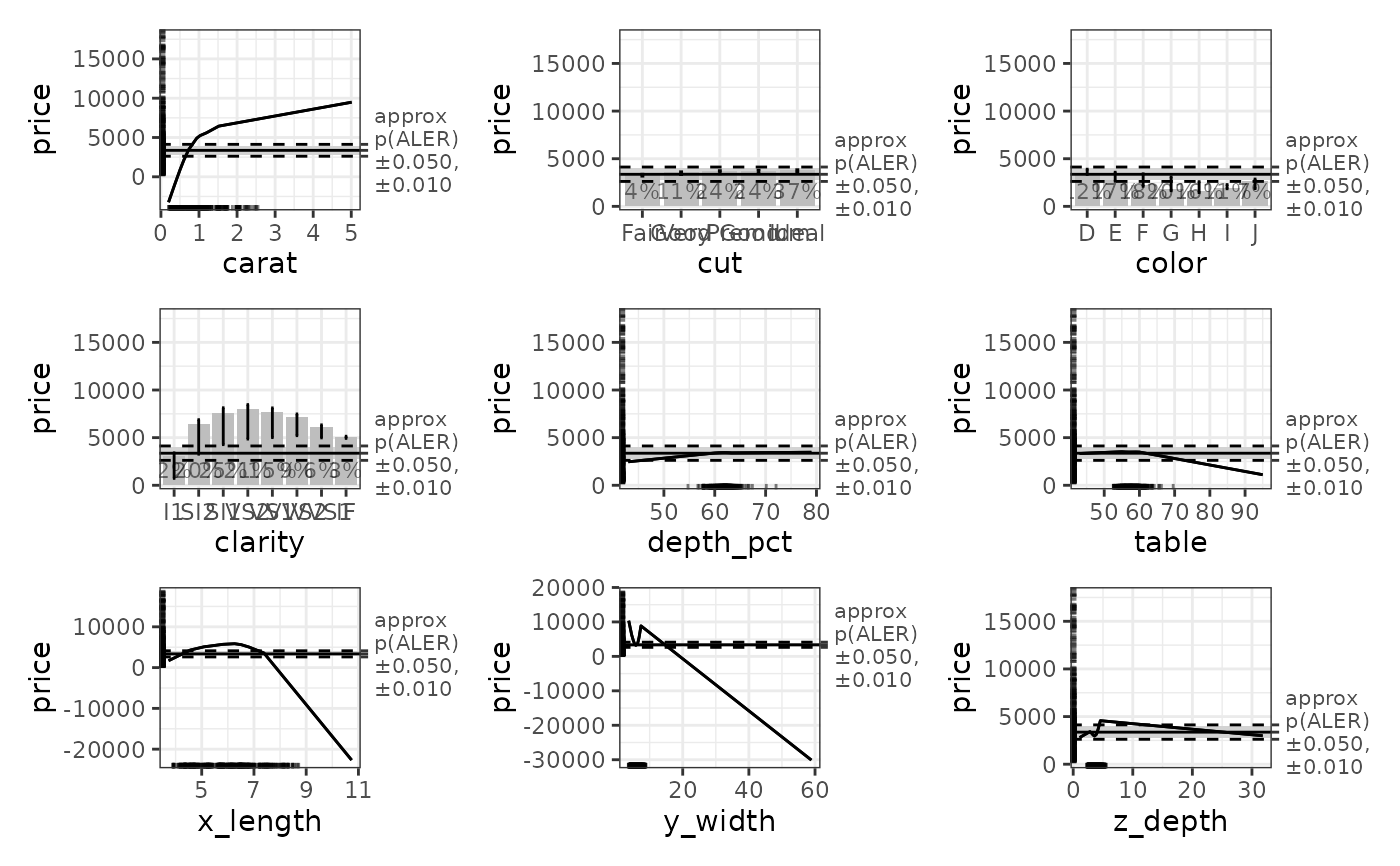 15000
10000
5000
0
price
0 1 2 3 4 5
carat
approx
p(ALER)
±0.050,
±0.010
15000
10000
5000
0
price
4% 11% 24% 24% 37%
cut
approx
p(ALER)
±0.050,
±0.010
15000
10000
5000
0
price
D E F G H I J
color
approx
p(ALER)
±0.050,
±0.010
15000
10000
5000
0
price
clarity
approx
p(ALER)
±0.050,
±0.010
15000
10000
5000
0
price
50 60 70 80
depth_pct
approx
p(ALER)
±0.050,
±0.010
15000
10000
5000
0
price
50 60 70 80 90
table
approx
p(ALER)
±0.050,
±0.010
10000
0
-10000
-20000
price
5 7 9 11
x_length
approx
p(ALER)
±0.050,
±0.010
20000
10000
0
-10000
-20000
-30000
price
20 40 60
y_width
approx
p(ALER)
±0.050,
±0.010
15000
10000
5000
0
price
0 10 20 30
z_depth
approx
p(ALER)
±0.050,
±0.010